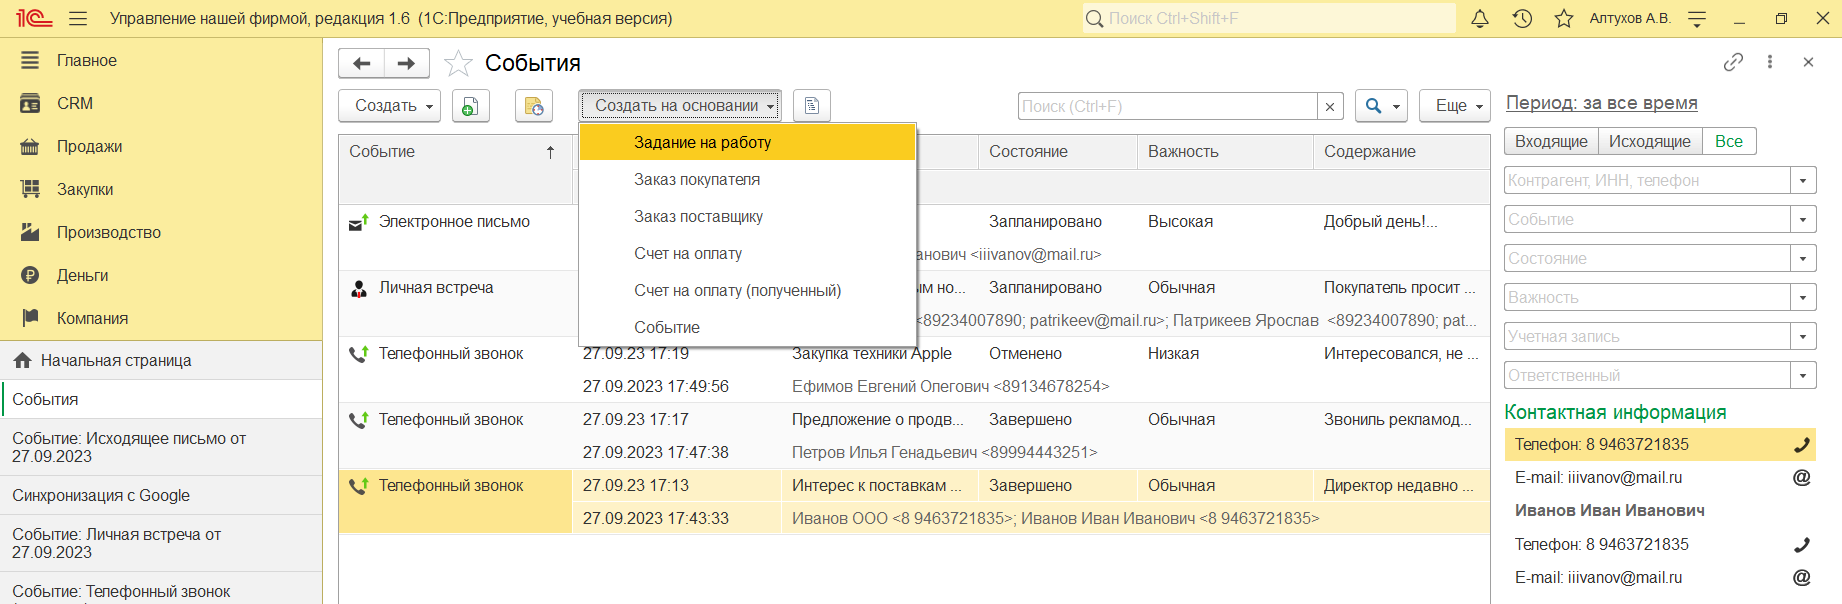 1С Управление нашей фирмой, редакция 1.6 (1С:Предприятие, учебная версия)
Поиск Ctrl+Shift+F
Алтухов А.В.
Главное
CRM
Продажи
Закупки
Производство
Деньги
Компания
Начальная страница
События
Событие: Исходящее письмо от
27.09.2023
Синхронизация с Google
Событие: Личная встреча от
27.09.2023
Событие: Телефонный звонок
События
Создать
Создать на основании
Поиск (Ctrl+F)
Еще
Задание на работу
Заказ покупателя
Заказ поставщику
Счет на оплату
Счет на оплату (полученный)
Событие
Событие Состояние Важность Содержание
Электронное письмо Запланировано Высокая Добрый день!...
анович <iiivanov@mail.ru>
Личная встреча ым но... Запланировано Обычная Покупатель просит ...
<89234007890; patrikeev@mail.ru>; Патрикеев Ярослав <89234007890; pat...
Телефонный звонок 27.09.23 17:19 Закупка техники Apple Отменено Низкая Интересовался, не ...
27.09.2023 17:49:56 Ефимов Евгений Олегович <89134678254>
Телефонный звонок 27.09.23 17:17 Предложение о продв... Завершено Обычная Звониль рекламод...
27.09.2023 17:47:38 Петров Илья Генадьевич <89994443251>
Телефонный звонок 27.09.23 17:13 Интерес к поставкам ... Завершено Обычная Директор недавно ...
27.09.2023 17:43:33 Иванов ООО <8 9463721835>; Иванов Иван Иванович <8 9463721835>
Период: за все время
Входящие Исходящие Все
Контрагент, ИНН, телефон
Событие
Состояние
Важность
Учетная запись
Ответственный
Контактная информация
Телефон: 8 9463721835
E-mail: iiivanov@mail.ru
Иванов Иван Иванович
Телефон: 8 9463721835
E-mail: iiivanov@mail.ru